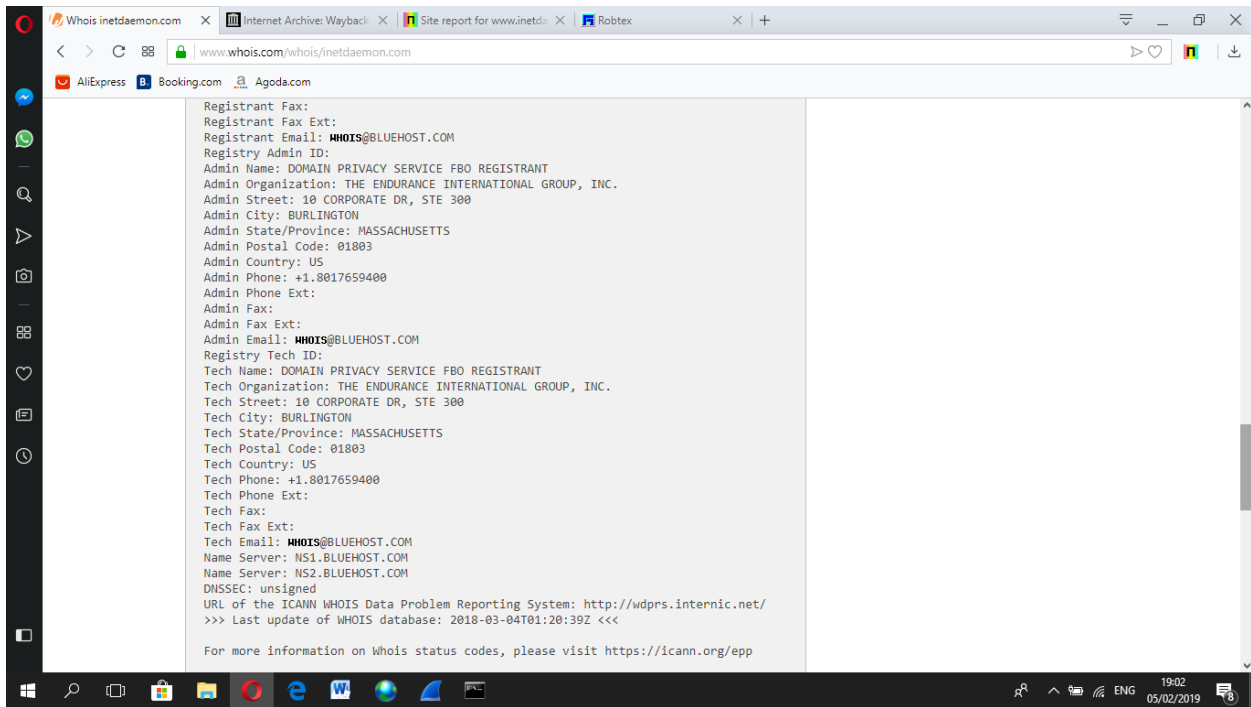 Whois inetdaemon.com
Internet Archive: Wayback
Site report for www.inetda
Robtex
www.whois.com/whois/inetdaemon.com
AliExpress
B. Booking.com
a Agoda.com
Registrant Fax:
Registrant Fax Ext:
Registrant Email: WHOIS@BLUEHOST.COM
Registry Admin ID:
Admin Name: DOMAIN PRIVACY SERVICE FBO REGISTRANT
Admin Organization: THE ENDURANCE INTERNATIONAL GROUP, INC.
Admin Street: 10 CORPORATE DR, STE 300
Admin City: BURLINGTON
Admin State/Province: MASSACHUSETTS
Admin Postal Code: 01803
Admin Country: US
Admin Phone: +1.8017659400
Admin Phone Ext:
Admin Fax:
Admin Fax Ext:
Admin Email: WHOIS@BLUEHOST.COM
Registry Tech ID:
Tech Name: DOMAIN PRIVACY SERVICE FBO REGISTRANT
Tech Organization: THE ENDURANCE INTERNATIONAL GROUP, INC.
Tech Street: 10 CORPORATE DR, STE 300
Tech City: BURLINGTON
Tech State/Province: MASSACHUSETTS
Tech Postal Code: 01803
Tech Country: US
Tech Phone: +1.8017659400
Tech Phone Ext:
Tech Fax:
Tech Fax Ext:
Tech Email: WHOIS@BLUEHOST.COM
Name Server: NS1.BLUEHOST.COM
Name Server: NS2.BLUEHOST.COM
DNSSEC: unsigned
URL of the ICANN WHOIS Data Problem Reporting System: http://wdprs.internic.net/
>>> Last update of WHOIS database: 2018-03-04T01:20:39Z <<<
For more information on Whois status codes, please visit https://icann.org/epp
ENG
19:02
05/02/2019
8